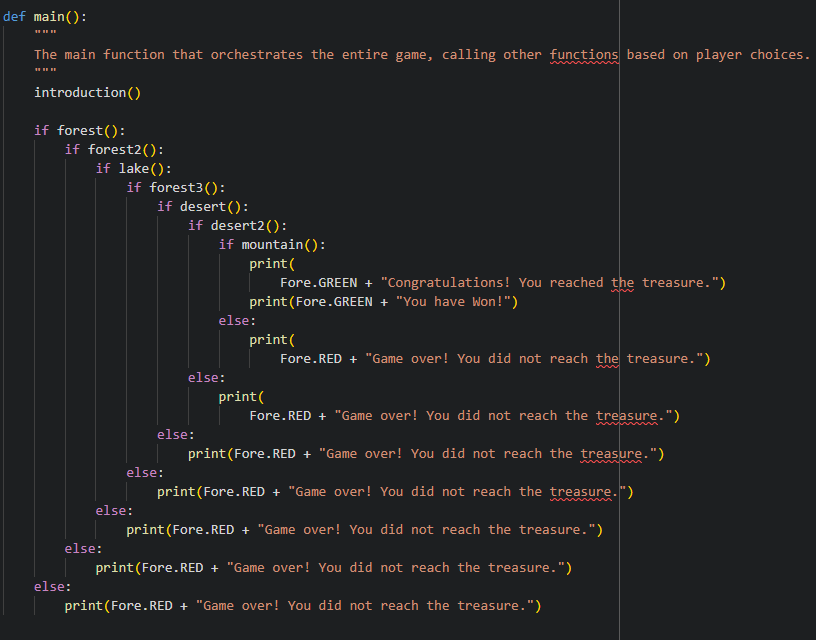 def main():
    """
    The main function that orchestrates the entire game, calling other functions based on player choices.
    """
    introduction()

    if forest():
        if forest2():
            if lake():
                if forest3():
                    if desert():
                        if desert2():
                            if mountain():
                                print(
                                    Fore.GREEN + "Congratulations! You reached the treasure.")
                                print(Fore.GREEN + "You have Won!")
                            else:
                                print(
                                    Fore.RED + "Game over! You did not reach the treasure.")
                        else:
                            print(
                                Fore.RED + "Game over! You did not reach the treasure.")
                    else:
                        print(Fore.RED + "Game over! You did not reach the treasure.")
                else:
                    print(Fore.RED + "Game over! You did not reach the treasure.")
            else:
                print(Fore.RED + "Game over! You did not reach the treasure.")
        else:
            print(Fore.RED + "Game over! You did not reach the treasure.")
    else:
        print(Fore.RED + "Game over! You did not reach the treasure.")